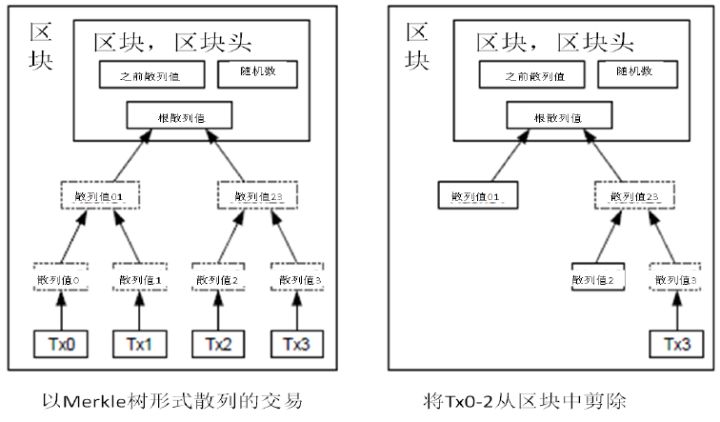 区块
区块，区块头
之前散列值
随机数
根散列值
散列值01
散列值23
散列值0
散列值1
散列值2
散列值3
Tx0
Tx1
Tx2
Tx3
以Merkle树形式散列的交易
区块
区块，区块头
之前散列值
随机数
根散列值
散列值01
散列值23
散列值2
散列值3
Tx3
将Tx0-2从区块中剪除